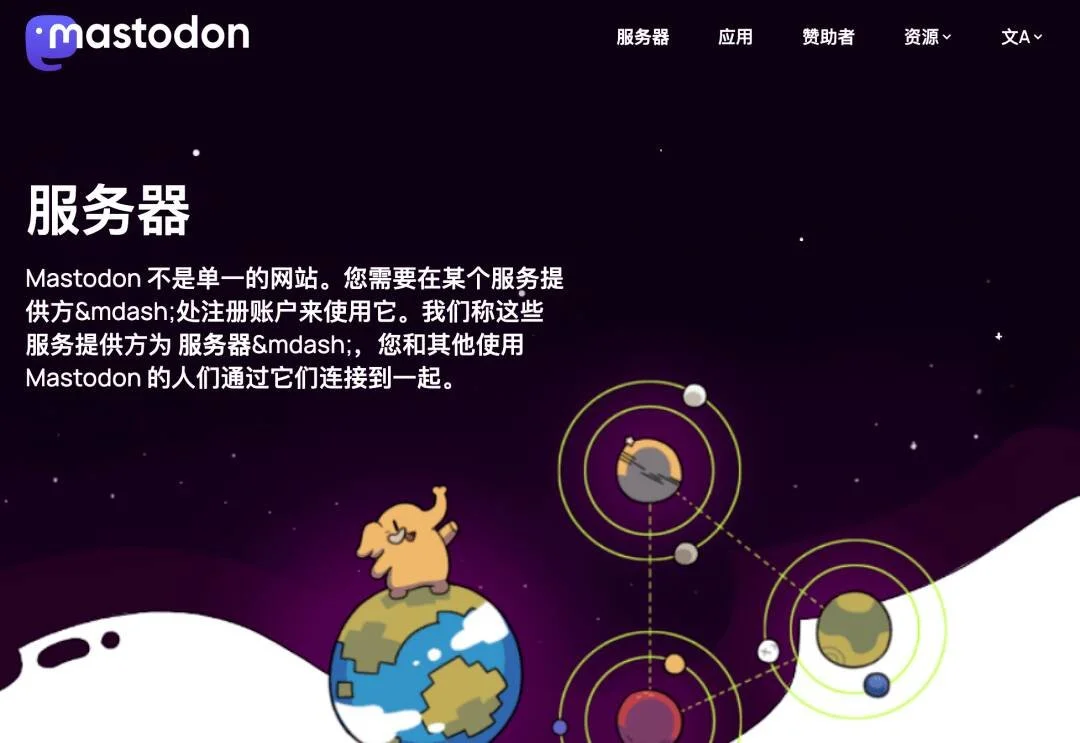 mastodon
服务器 应用 赞助者 资源 文A
服务器
Mastodon 不是单一的网站。您需要在某个服务提
供方&mdash;处注册账户来使用它。我们称这些
服务提供方为 服务器&mdash;，您和其他使用
Mastodon 的人们通过它们连接到一起。